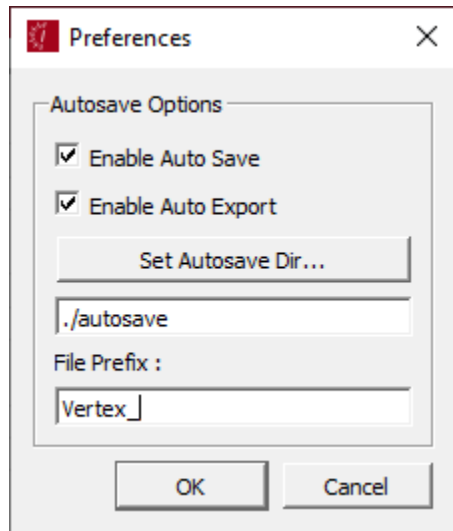 Preferences
Autosave Options
Enable Auto Save
Enable Auto Export
Set Autosave Dir...
./autosave
File Prefix :
Vertex_
OK Cancel